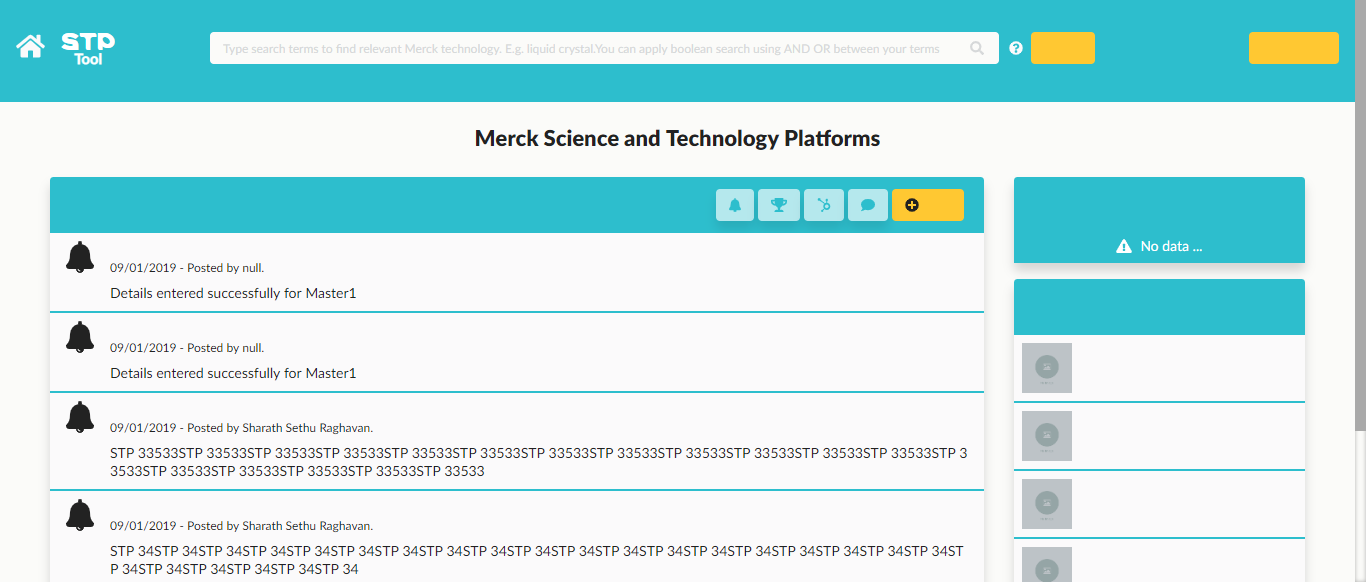 STP
Tool
Type search terms to find relevant Merck technology. E.g. liquid crystal.You can apply boolean search using AND OR between your terms
Merck Science and Technology Platforms
09/01/2019 - Posted by null.
Details entered successfully for Master1
09/01/2019 - Posted by null.
Details entered successfully for Master1
09/01/2019 - Posted by Sharath Sethu Raghavan.
STP 33533STP 33533STP 33533STP 33533STP 33533STP 33533STP 33533STP 33533STP 33533STP 33533STP 33533STP 33533STP 3
3533STP 33533STP 33533STP 33533STP 33533STP 33533
09/01/2019 - Posted by Sharath Sethu Raghavan.
STP 34STP 34STP 34STP 34STP 34STP 34STP 34STP 34STP 34STP 34STP 34STP 34STP 34STP 34STP 34STP 34STP 34STP 34ST
P 34STP 34STP 34STP 34STP 34STP 34
No data ...